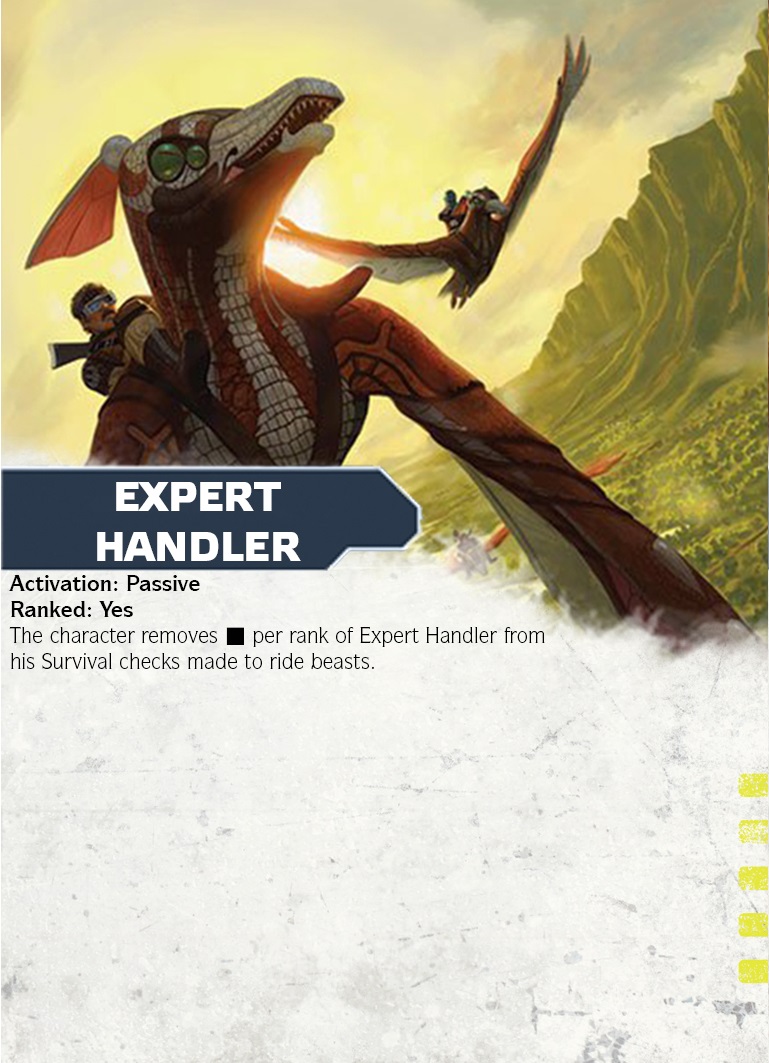 EXPERT
HANDLER
Activation: Passive
Ranked: Yes
The character removes ■ per rank of Expert Handler from
his Survival checks made to ride beasts.